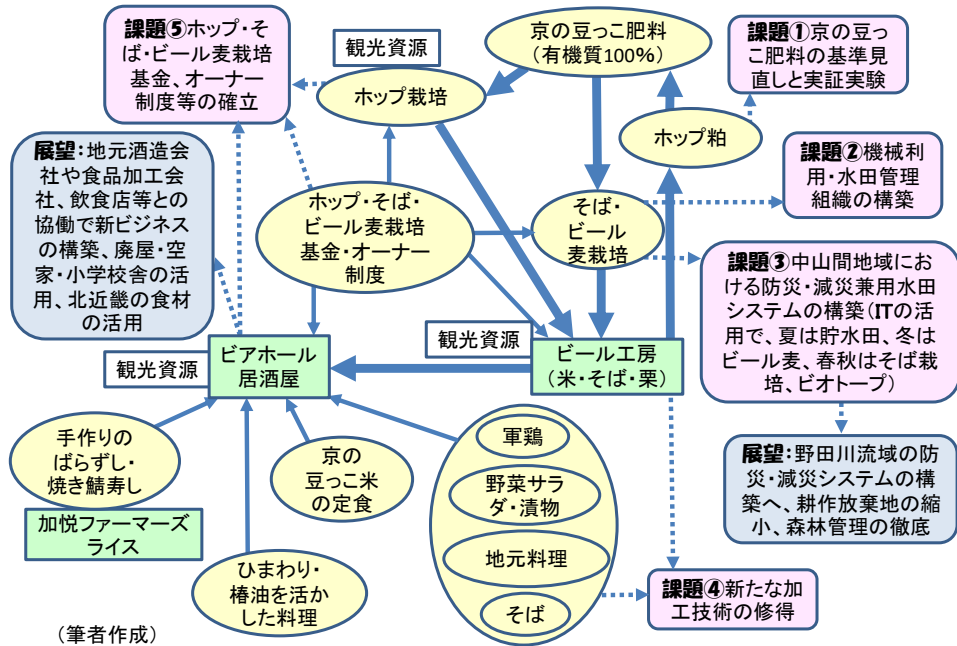 課題⑤ホップ・そ
ば・ビール麦栽培
基金、オーナー
制度等の確立
観光資源
ホップ栽培
京の豆っこ肥料
(有機質100%)
課題①京の豆っ
こ肥料の基準見
直しと実証実験
ホップ粕
展望:地元酒造会
社や食品加工会
社、飲食店等との
協働で新ビジネス
の構築、廃屋・空
家・小学校舎の活
用、北近畿の食材
の活用
ホップ・そば・
ビール麦栽培
基金・オーナー
制度
そば・
ビール
麦栽培
課題②機械利
用・水田管理
組織の構築
課題③中山間地域にお
ける防災・減災兼用水田
システムの構築(ITの活
用で、夏は貯水田、冬は
ビール麦、春秋はそば栽
培、ビオトープ)
観光資源
ビアホール
居酒屋
観光資源
ビール工房
(米・そば・栗)
手作りの
ばらずし・
焼き鯖寿し
加悦ファーマーズ
ライス
京の
豆っこ米
の定食
ひまわり・
椿油を活か
した料理
軍鶏
野菜サラ
ダ・漬物
地元料理
そば
展望:野田川流域の防
災・減災システムの構
築へ、耕作放棄地の縮
小、森林管理の徹底
課題④新たな加
工技術の修得
(筆者作成)